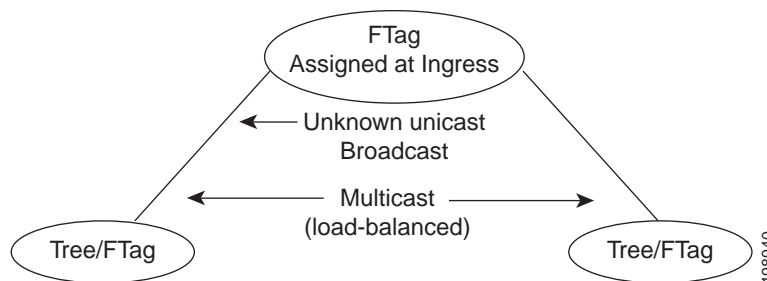 FTag
Assigned at Ingress
Unknown unicast
Broadcast
Multicast
(load-balanced)
Tree/FTag
Tree/FTag